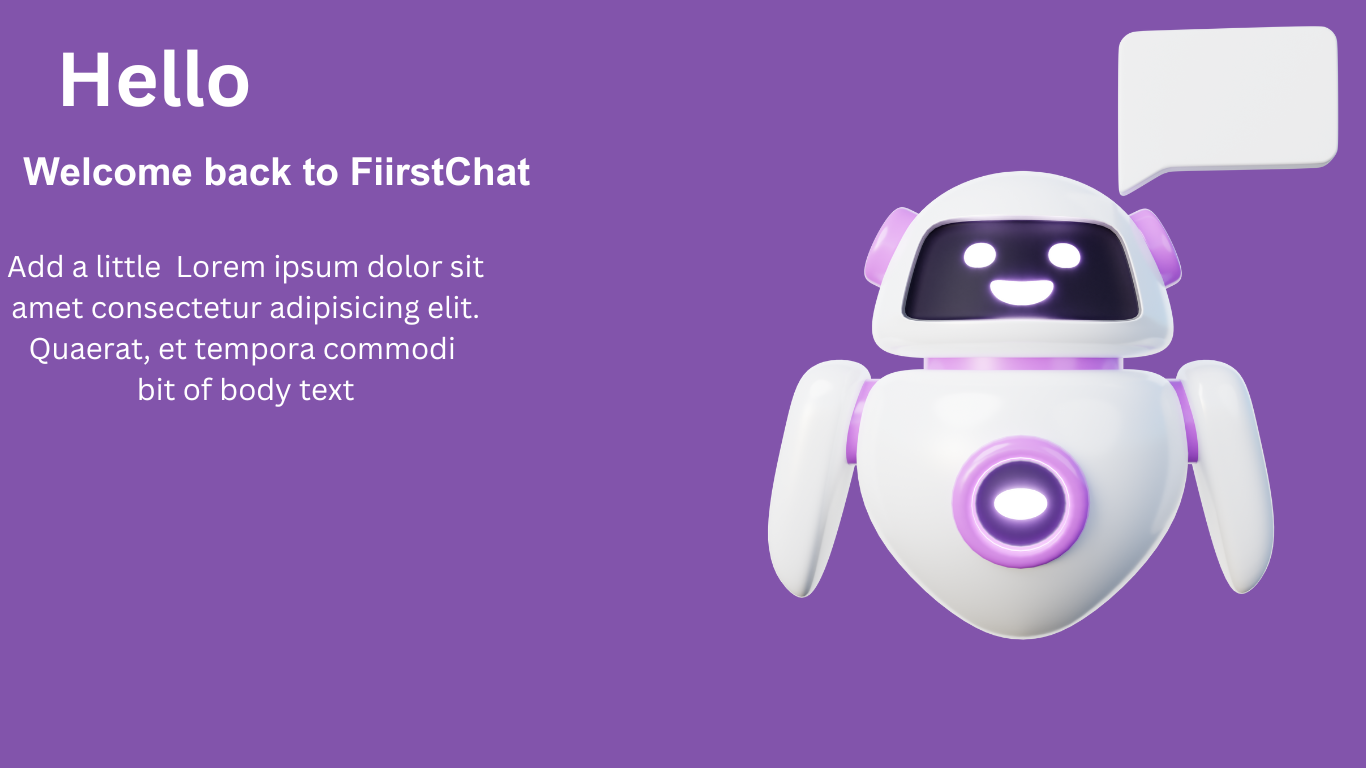 Hello
Welcome back to FiirstChat
Add a little  Lorem ipsum dolor sit
amet consectetur adipisicing elit.
Quaerat, et tempora commodi
bit of body text